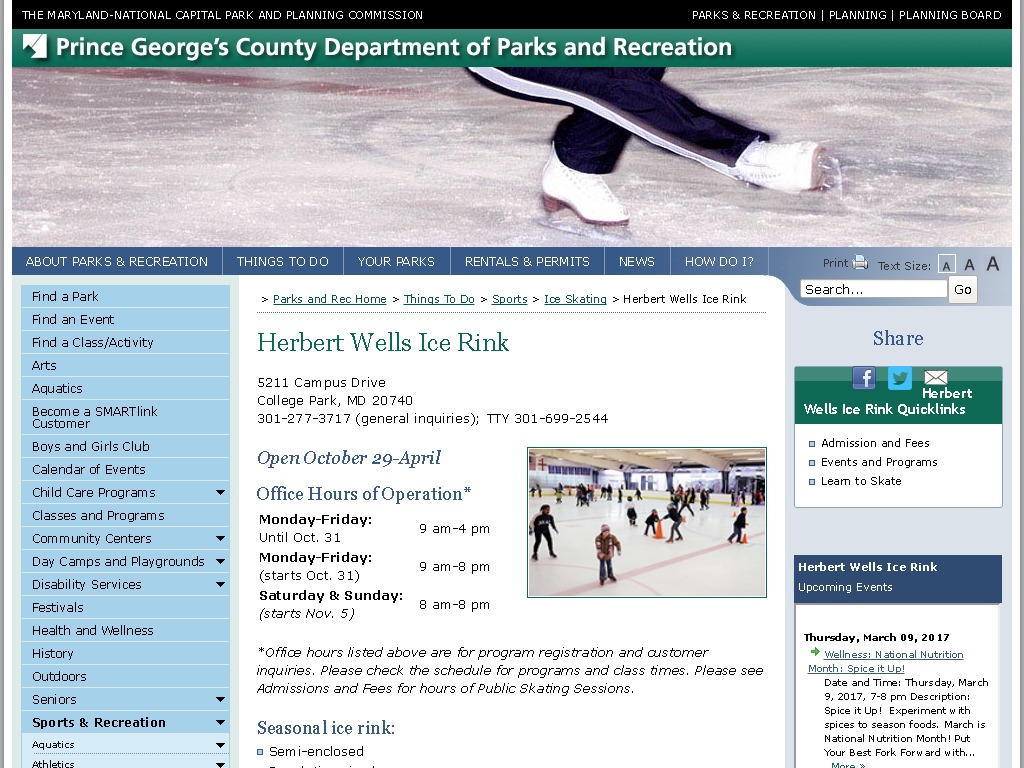 THE MARYLAND-NATIONAL CAPITAL PARK AND PLANNING COMMISSION
PARKS & RECREATION | PLANNING | PLANNING BOARD
Prince George's County Department of Parks and Recreation
ABOUT PARKS & RECREATION
THINGS TO DO
YOUR PARKS
RENTALS & PERMITS
NEWS
HOW DO I?
Print
Text Size: A A A
Search...
Go
Find a Park
Find an Event
Find a Class/Activity
Arts
Aquatics
Become a SMARTlink
Customer
Boys and Girls Club
Calendar of Events
Child Care Programs
Classes and Programs
Community Centers
Day Camps and Playgrounds
Disability Services
Festivals
Health and Wellness
History
Outdoors
Seniors
Sports & Recreation
Aquatics
Athletics
> Parks and Rec Home > Things To Do > Sports > Ice Skating > Herbert Wells Ice Rink
Herbert Wells Ice Rink
5211 Campus Drive
College Park, MD 20740
301-277-3717 (general inquiries); TTY 301-699-2544
Open October 29-April
Office Hours of Operation*
Monday-Friday:
Until Oct. 31
9 am-4 pm
Monday-Friday:
(starts Oct. 31)
9 am-8 pm
Saturday & Sunday:
(starts Nov. 5)
8 am-8 pm
*Office hours listed above are for program registration and customer
inquiries. Please check the schedule for programs and class times. Please see
Admissions and Fees for hours of Public Skating Sessions.
Seasonal ice rink:
Semi-enclosed
Share
Herbert
Wells Ice Rink Quicklinks
Admission and Fees
Events and Programs
Learn to Skate
Herbert Wells Ice Rink
Upcoming Events
Thursday, March 09, 2017
Wellness: National Nutrition
Month: Spice it Up!
Date and Time: Thursday, March
9, 2017, 7-8 pm Description:
Spice it Up! Experiment with
spices to season foods. March is
National Nutrition Month! Put
Your Best Fork Forward with...
More »